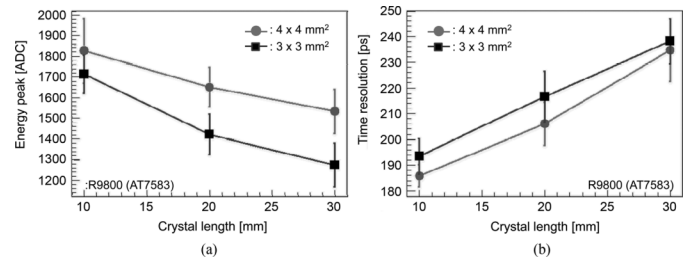 2000
1900
1800
1700
1600
1500
1400
1300
1200
Energy peak [ADC]
: 4 x 4 mm²
: 3 x 3 mm²
:R9800 (AT7583)
10 15 20 25 30
Crystal length [mm]
(a)
250
240
230
220
210
200
190
180
Time resolution [ps]
: 4 x 4 mm²
: 3 x 3 mm²
R9800 (AT7583)
10 15 20 25 30
Crystal length [mm]
(b)